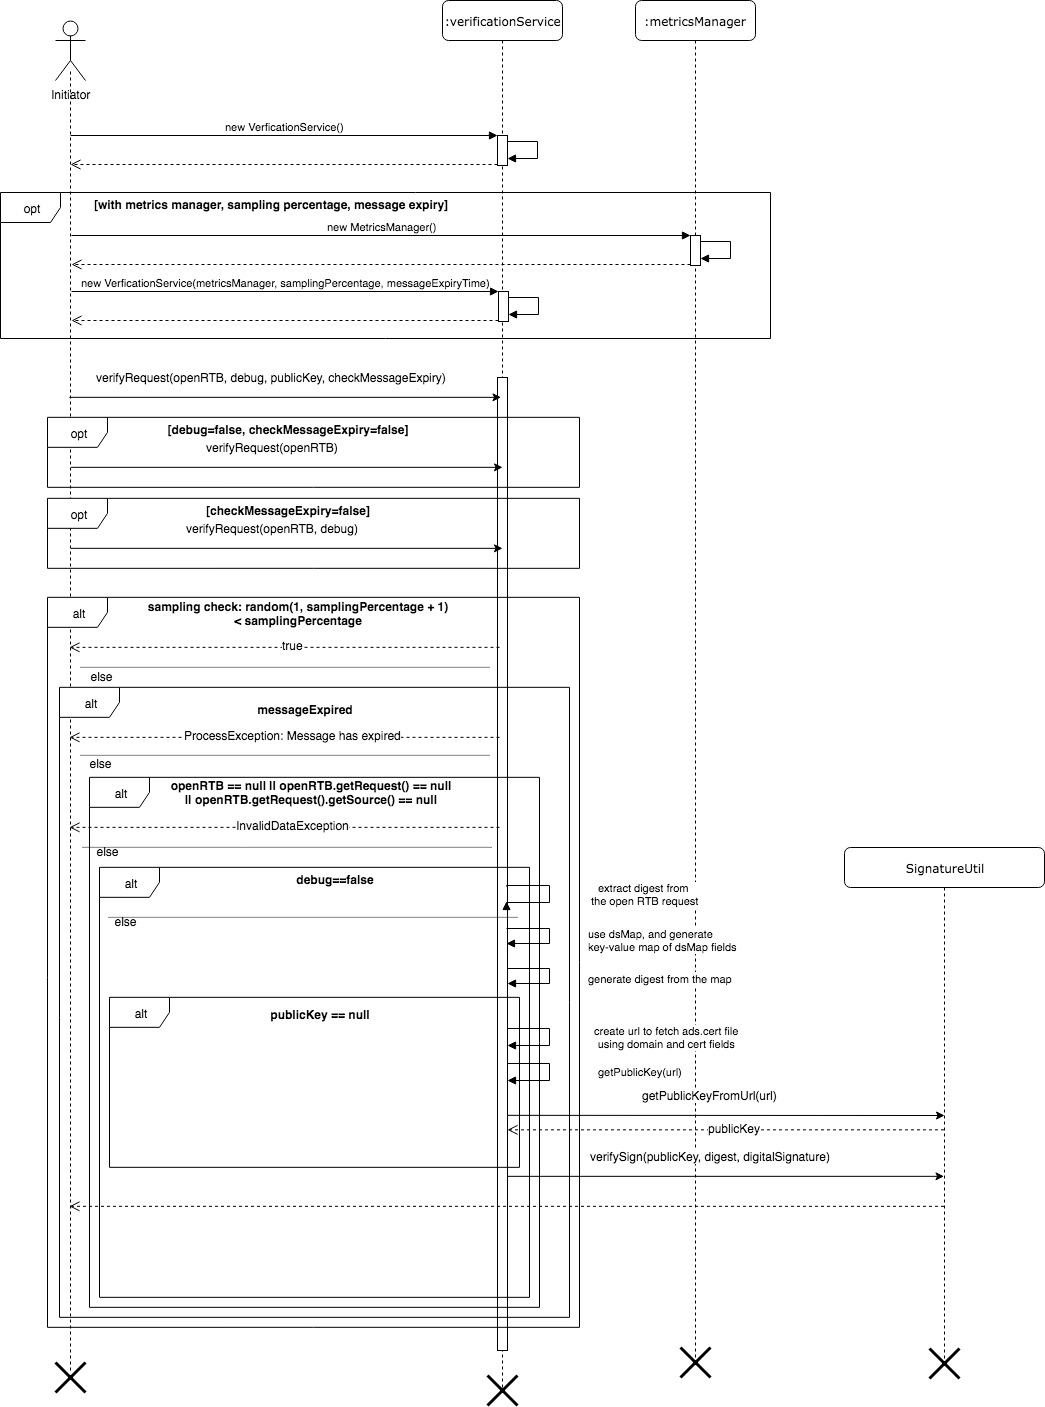 :verificationService
:metricsManager
Initiator
new VerficationService()
opt
[with metrics manager, sampling percentage, message expiry]
new MetricsManager()
new VerficationService(metricsManager, samplingPercentage, messageExpiryTime)
verifyRequest(openRTB, debug, publicKey, checkMessageExpiry)
opt
[debug=false, checkMessageExpiry=false]
verifyRequest(openRTB)
opt
[checkMessageExpiry=false]
verifyRequest(openRTB, debug)
alt
sampling check: random(1, samplingPercentage + 1)
< samplingPercentage
true
else
alt
messageExpired
ProcessException: Message has expired
else
alt
openRTB == null || openRTB.getRequest() == null
|| openRTB.getRequest().getSource() == null
InvalidDataException
else
SignatureUtil
alt
debug==false
extract digest from
the open RTB request
else
use dsMap, and generate
key-value map of dsMap fields
generate digest from the map
alt
publicKey == null
create url to fetch ads.cert file
using domain and cert fields
getPublicKey(url)
getPublicKeyFromUrl(url)
publicKey
verifySign(publicKey, digest, digitalSignature)